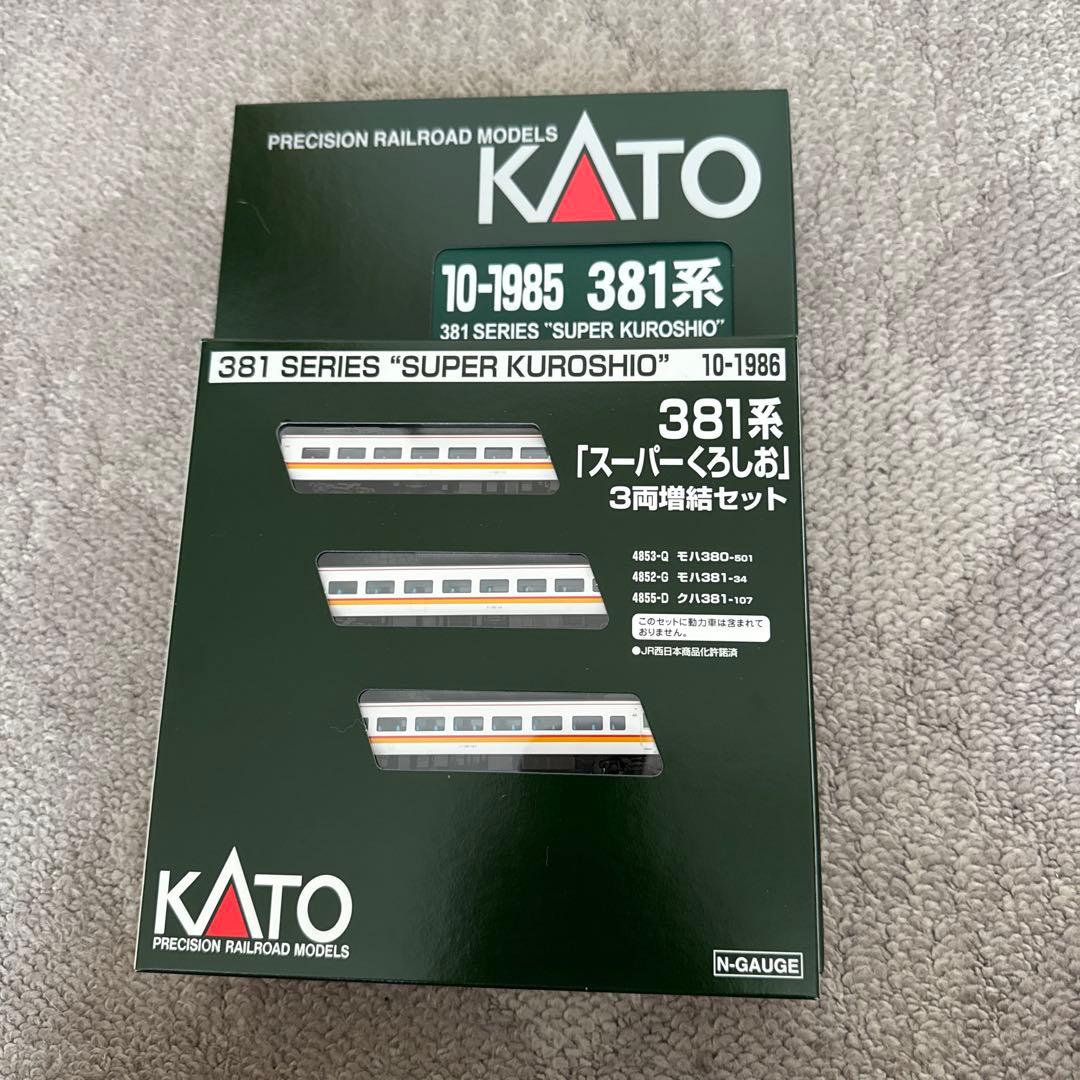 PRECISION RAILROAD MODELS
KATO
10-1985 381系
381 SERIES "SUPER KUROSHIO"
381 SERIES "SUPER KUROSHIO" 10-1986
381系
「スーパーくろしお」
3両増結セット
4853-Q モハ380-501
4852-G モハ381-34
4855-D クハ381-107
このセットに動力車は含まれて
おりません。
●JR西日本商品化許諾済
KATO
PRECISION RAILROAD MODELS
N-GAUGE